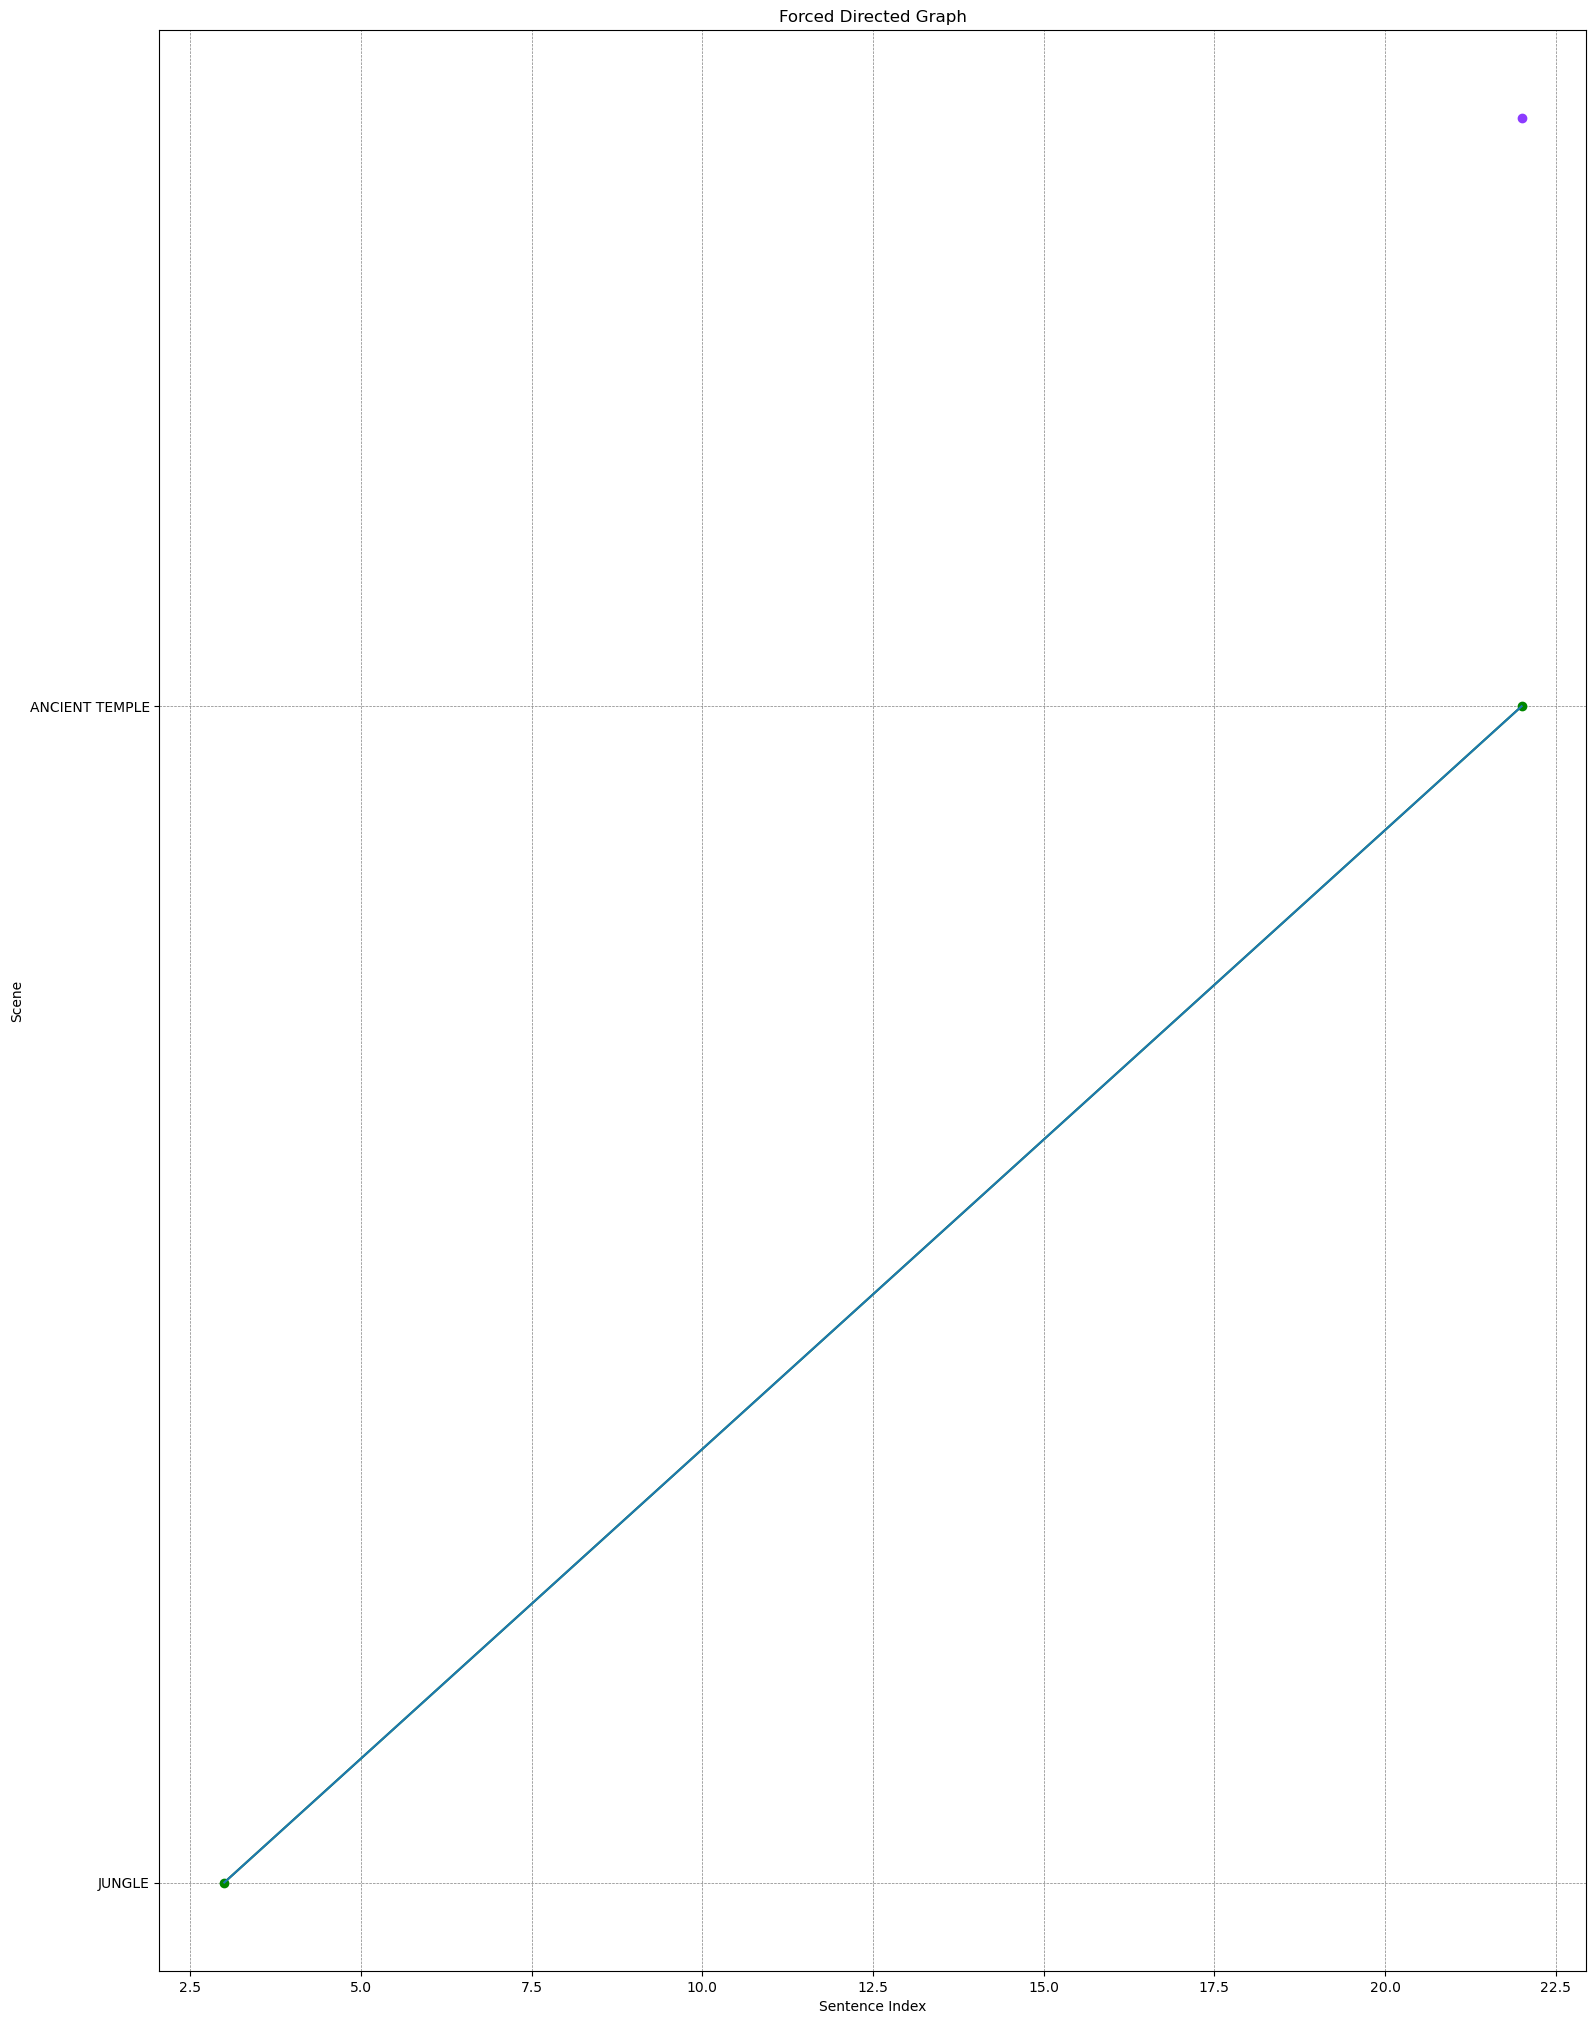 Forced Directed Graph
ANCIENT TEMPLE
Scene
JUNGLE
2.5 5.0 7.5 10.0 12.5 15.0 17.5 20.0 22.5
Sentence Index